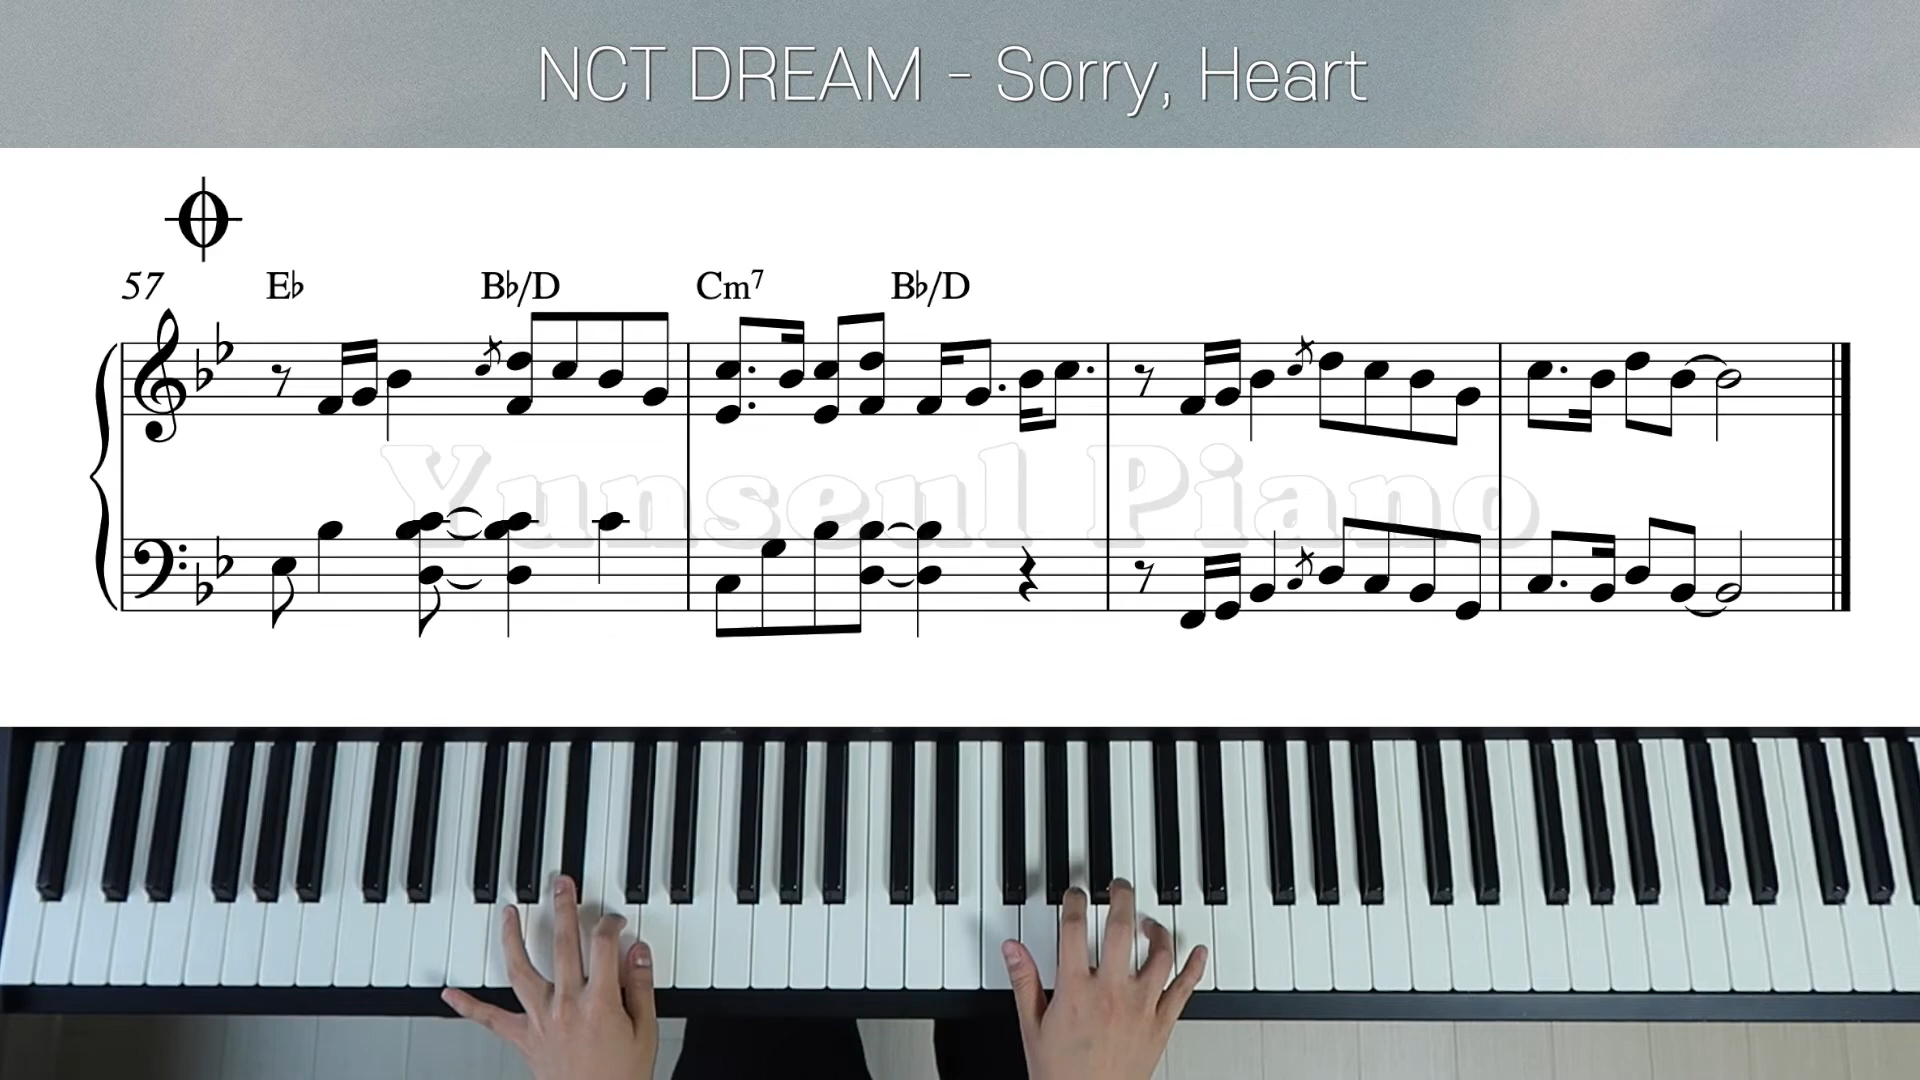 NCT DREAM - Sorry, Heart
57 E♭ B♭/D Cm7 B♭/D
Yunseul Piano